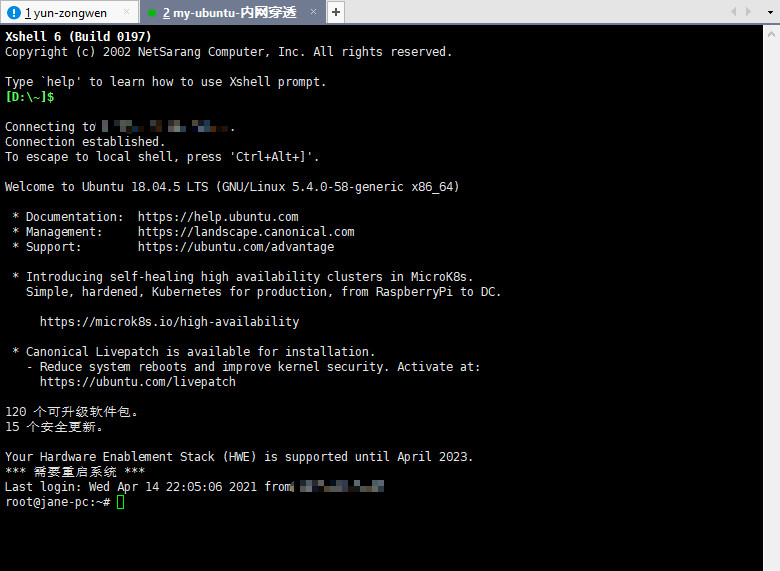 1 yun-zongwen
2 my-ubuntu-内网穿透
Xshell 6 (Build 0197)
Copyright (c) 2002 NetSarang Computer, Inc. All rights reserved.
Type `help' to learn how to use Xshell prompt.
[D:\~]$
Connecting to
Connection established.
To escape to local shell, press 'Ctrl+Alt+]'.
Welcome to Ubuntu 18.04.5 LTS (GNU/Linux 5.4.0-58-generic x86_64)
* Documentation:  https://help.ubuntu.com
* Management:     https://landscape.canonical.com
* Support:        https://ubuntu.com/advantage
* Introducing self-healing high availability clusters in MicroK8s.
Simple, hardened, Kubernetes for production, from RaspberryPi to DC.
https://microk8s.io/high-availability
* Canonical Livepatch is available for installation.
- Reduce system reboots and improve kernel security. Activate at:
https://ubuntu.com/livepatch
120 个可升级软件包。
15 个安全更新。
Your Hardware Enablement Stack (HWE) is supported until April 2023.
*** 需要重启系统 ***
Last login: Wed Apr 14 22:05:06 2021 from
root@jane-pc:~#